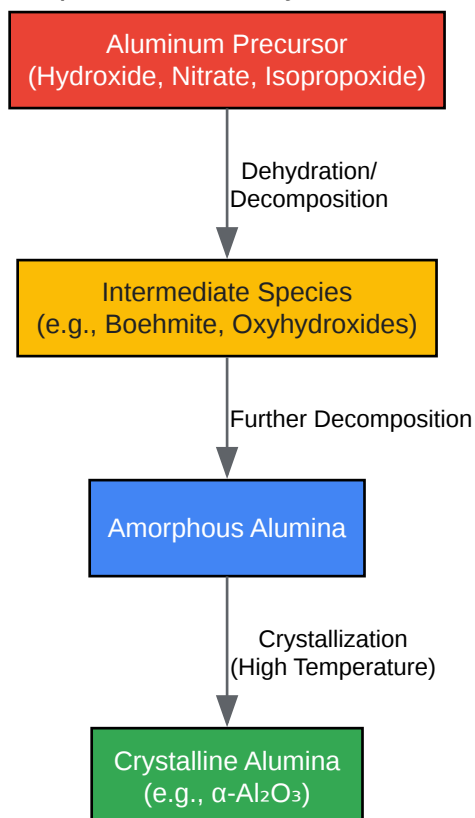 Aluminum Precursor
(Hydroxide, Nitrate, Isopropoxide)
Dehydration/
Decomposition
Intermediate Species
(e.g., Boehmite, Oxyhydroxides)
Further Decomposition
Amorphous Alumina
Crystallization
(High Temperature)
Crystalline Alumina
(e.g., α-Al₂O₃)